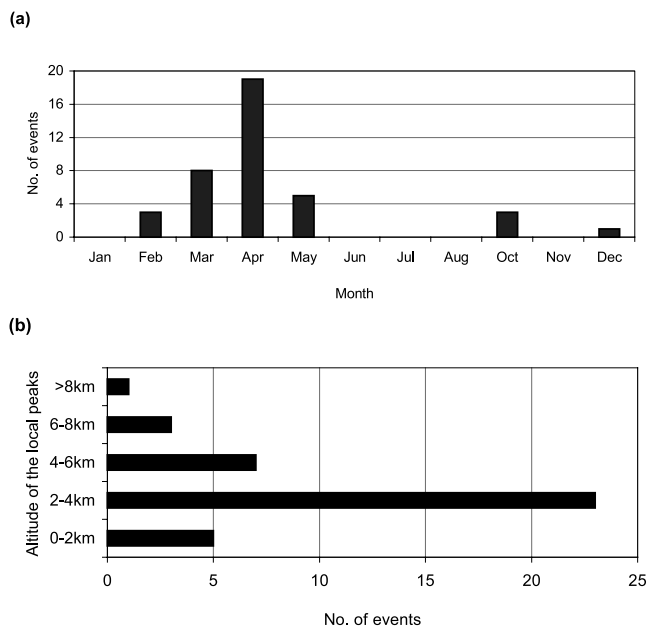 (a)
20
16
12
8
4
0
No. of events
Jan Feb Mar Apr May Jun Jul Aug Oct Nov Dec
Month
(b)
Altitude of the local peaks
>8km
6-8km
4-6km
2-4km
0-2km
0 5 10 15 20 25
No. of events